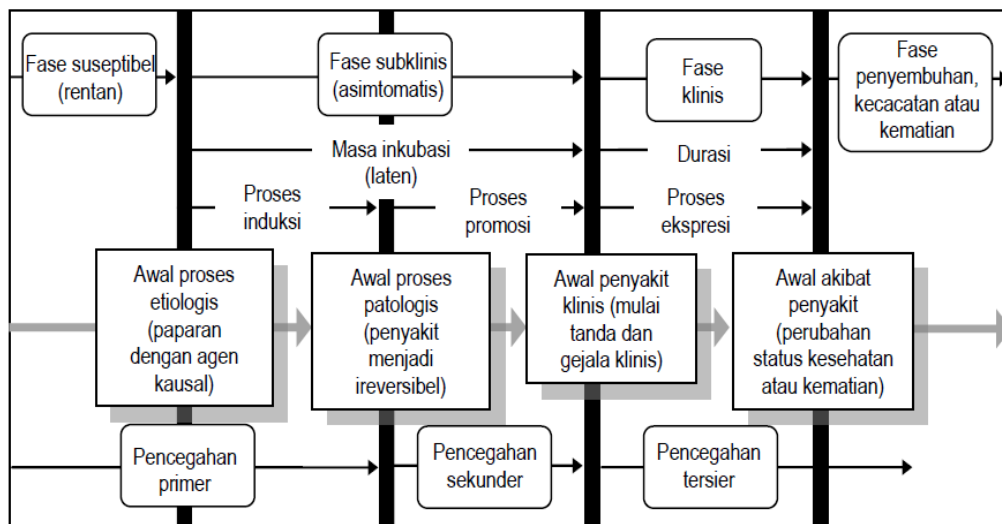 Fase suseptibel
(rentan)
Fase subklinis
(asimtomatis)
Fase
klinis
Fase
penyembuhan,
kecacatan atau
kematian
Masa inkubasi
(laten)
Durasi
Proses
induksi
Proses
promosi
Proses
ekspresi
Awal proses
etiologis
(paparan
dengan agen
kausal)
Awal proses
patologis
(penyakit
menjadi
ireversibel)
Awal penyakit
klinis (mulai
tanda dan
gejala klinis)
Awal akibat
penyakit
(perubahan
status kesehatan
atau kematian)
Pencegahan
primer
Pencegahan
sekunder
Pencegahan
tersier